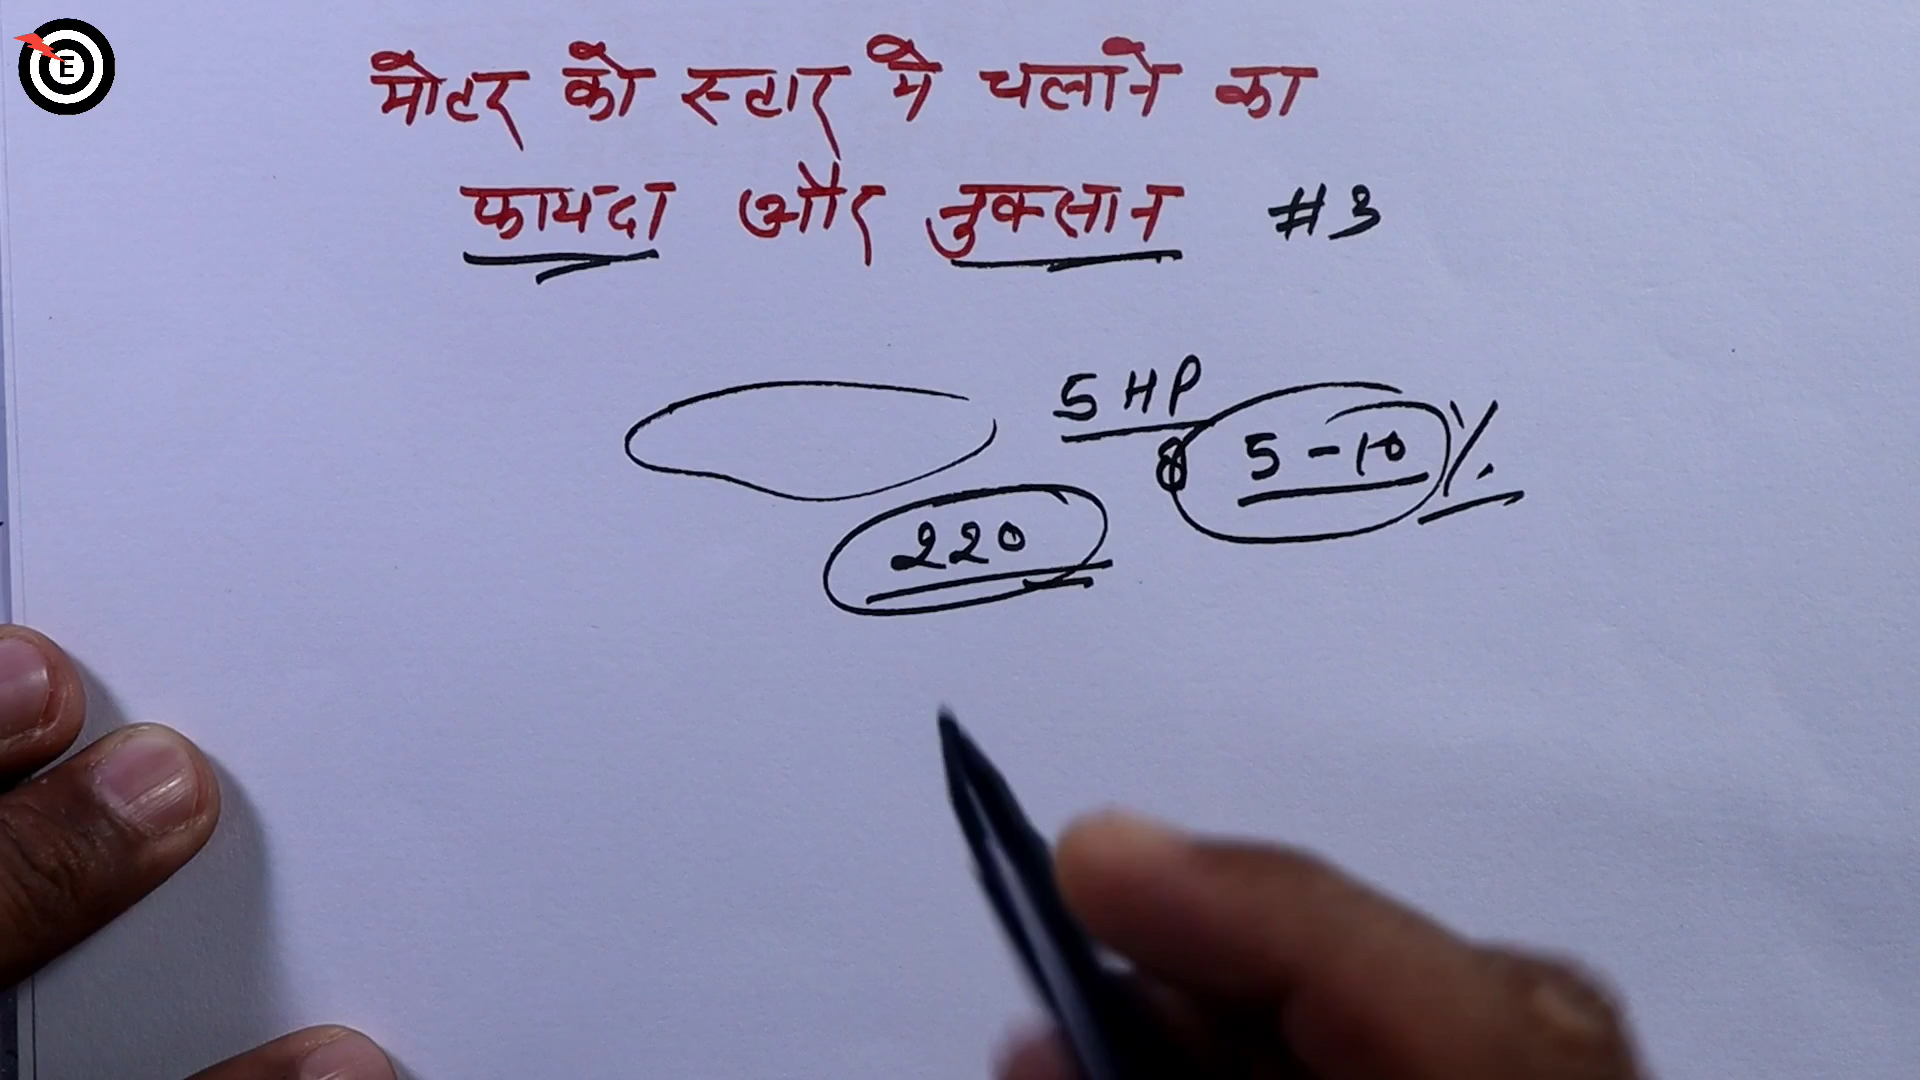 मोटर को स्टार में चलाने का
फायदा और नुकसान #3
5 HP
5-10 %
220
E